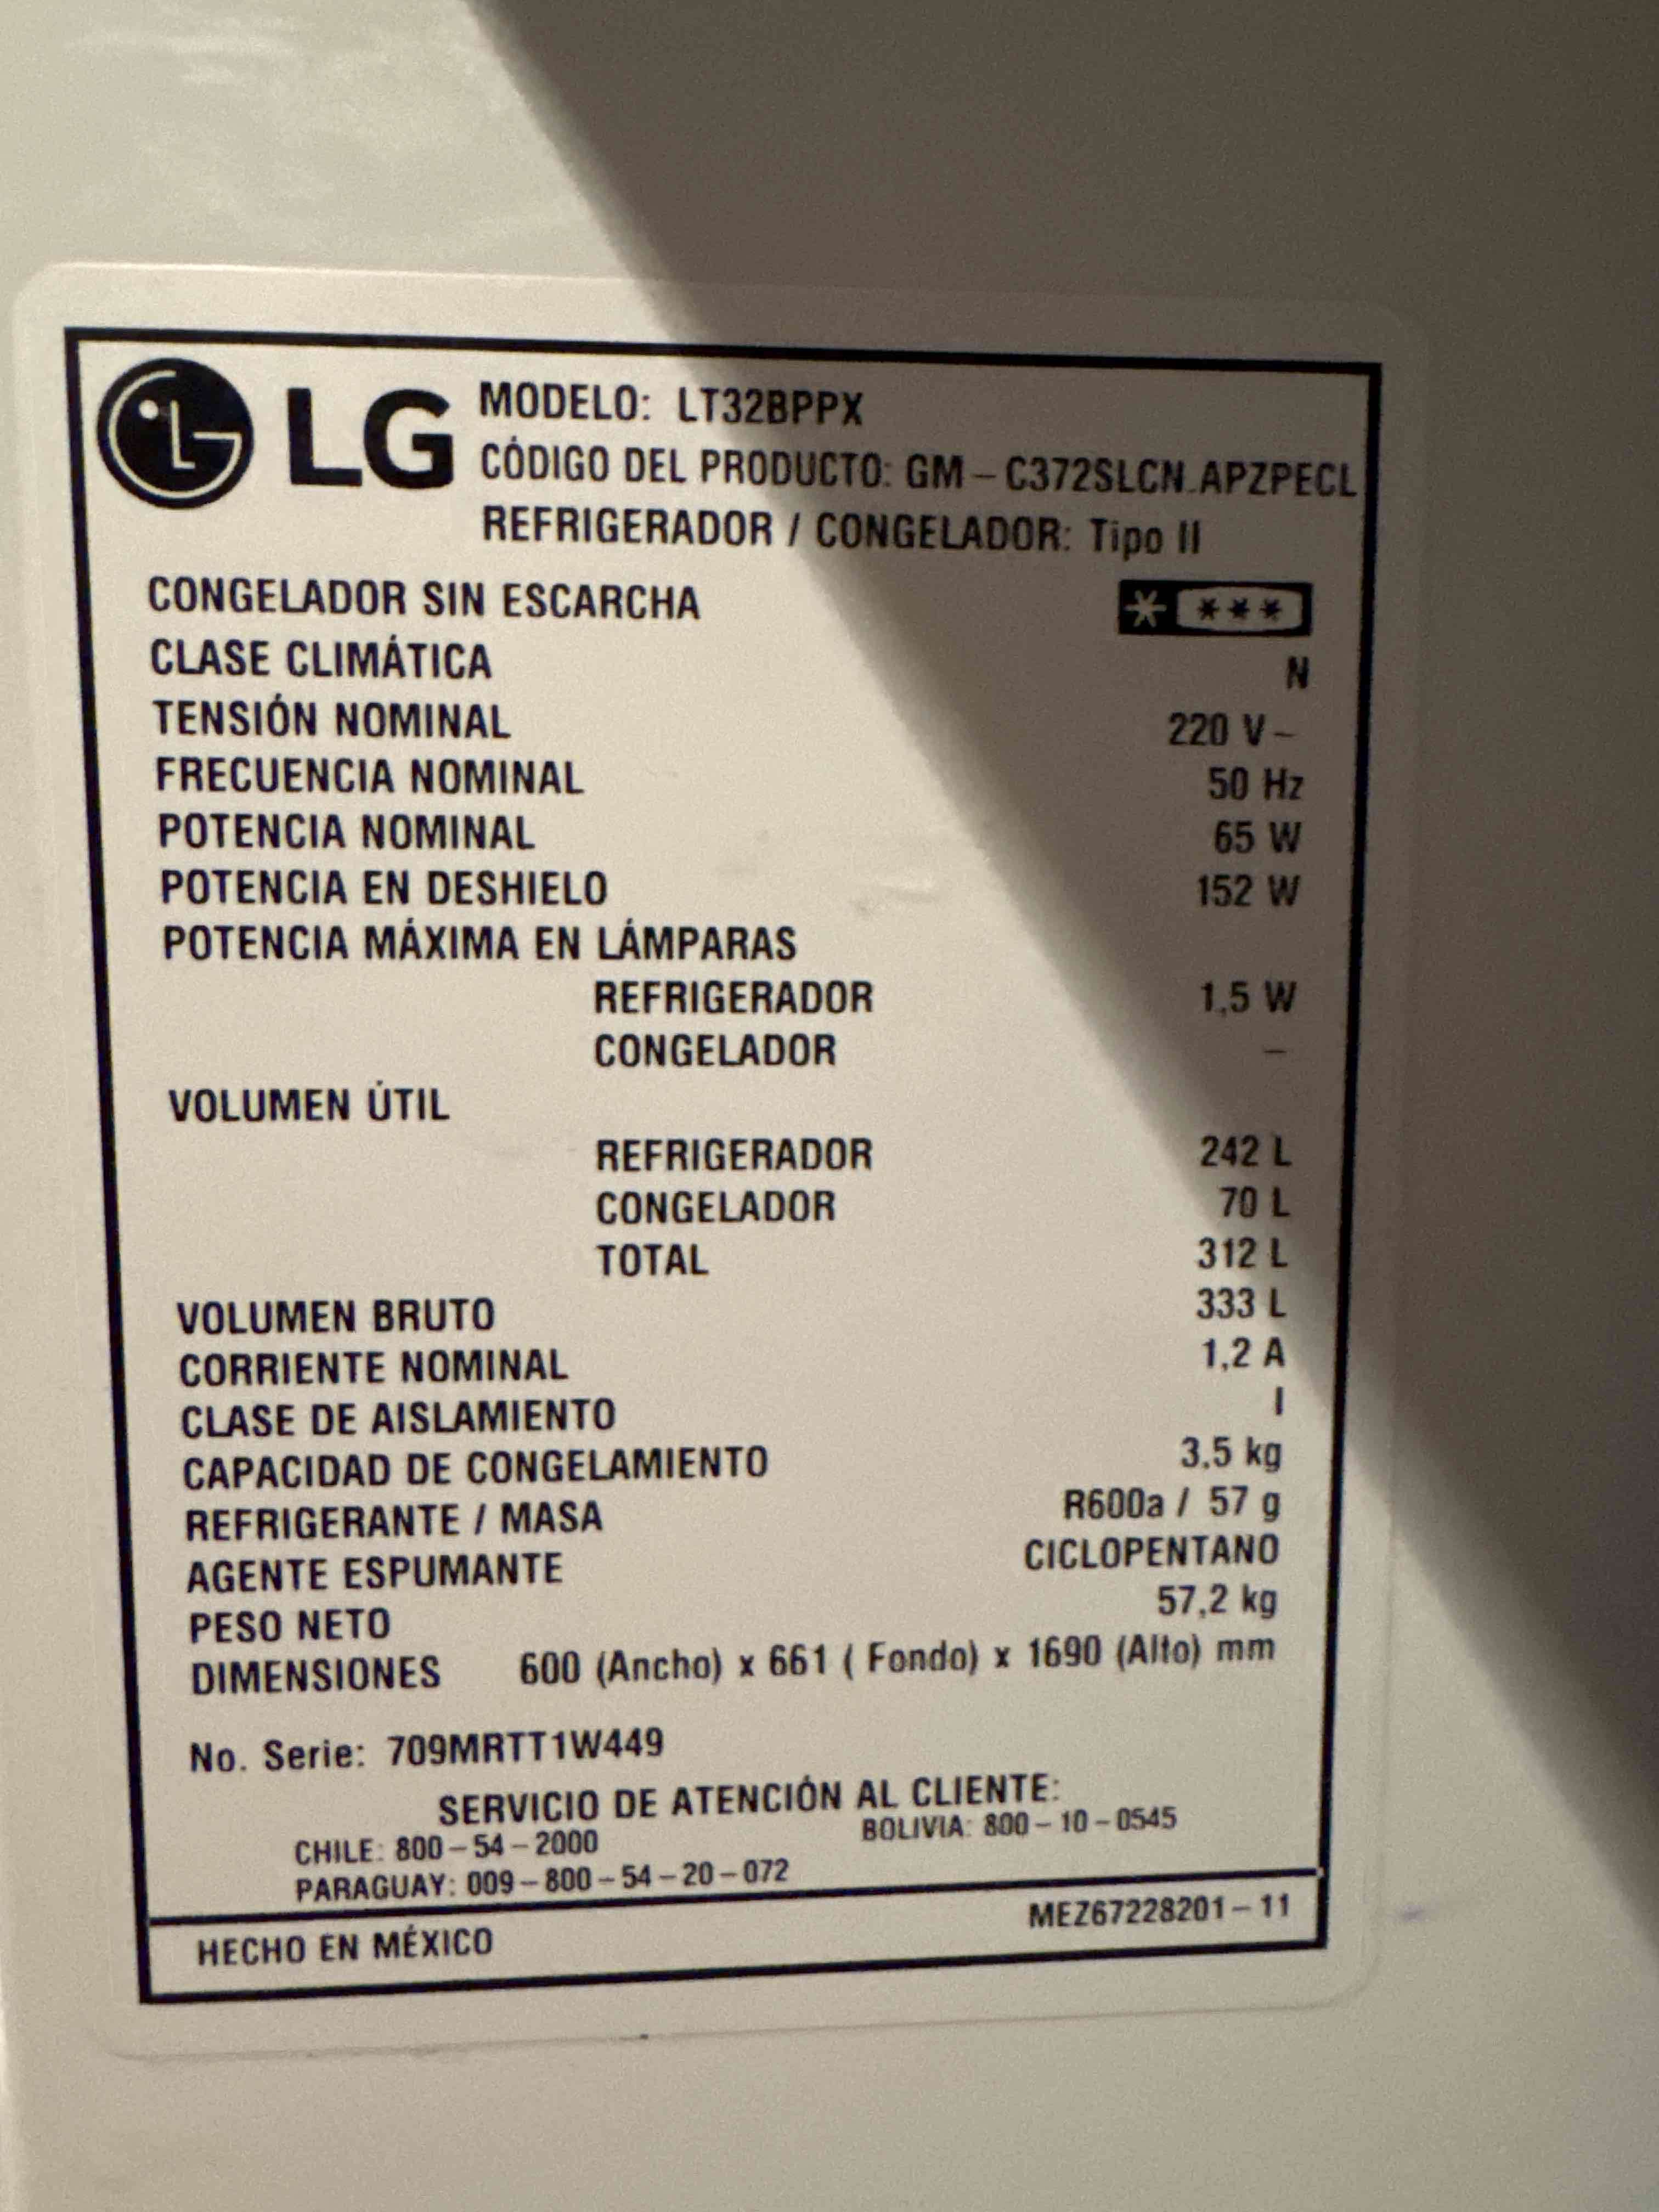 LG MODELO: LT32BPPX
CÓDIGO DEL PRODUCTO: GM-C372SLCN.APZPECL
REFRIGERADOR / CONGELADOR: Tipo II
CONGELADOR SIN ESCARCHA * ***
CLASE CLIMÁTICA N
TENSIÓN NOMINAL 220 V~
FRECUENCIA NOMINAL 50 Hz
POTENCIA NOMINAL 65 W
POTENCIA EN DESHIELO 152 W
POTENCIA MÁXIMA EN LÁMPARAS
REFRIGERADOR 1,5 W
CONGELADOR –
VOLUMEN ÚTIL
REFRIGERADOR 242 L
CONGELADOR 70 L
TOTAL 312 L
VOLUMEN BRUTO 333 L
CORRIENTE NOMINAL 1,2 A
CLASE DE AISLAMIENTO I
CAPACIDAD DE CONGELAMIENTO 3.5 kg
REFRIGERANTE / MASA R600a / 57 g
AGENTE ESPUMANTE CICLOPENTANO
PESO NETO 57,2 kg
DIMENSIONES 600 (Ancho) x 661 ( Fondo) x 1690 (Alto) mm
No. Serie: 709MRTT1W449
SERVICIO DE ATENCIÓN AL CLIENTE:
CHILE: 800-54-2000 BOLIVIA: 800-10-0545
PARAGUAY: 009-800-54-20-072
HECHO EN MÉXICO MEZ67228201-11